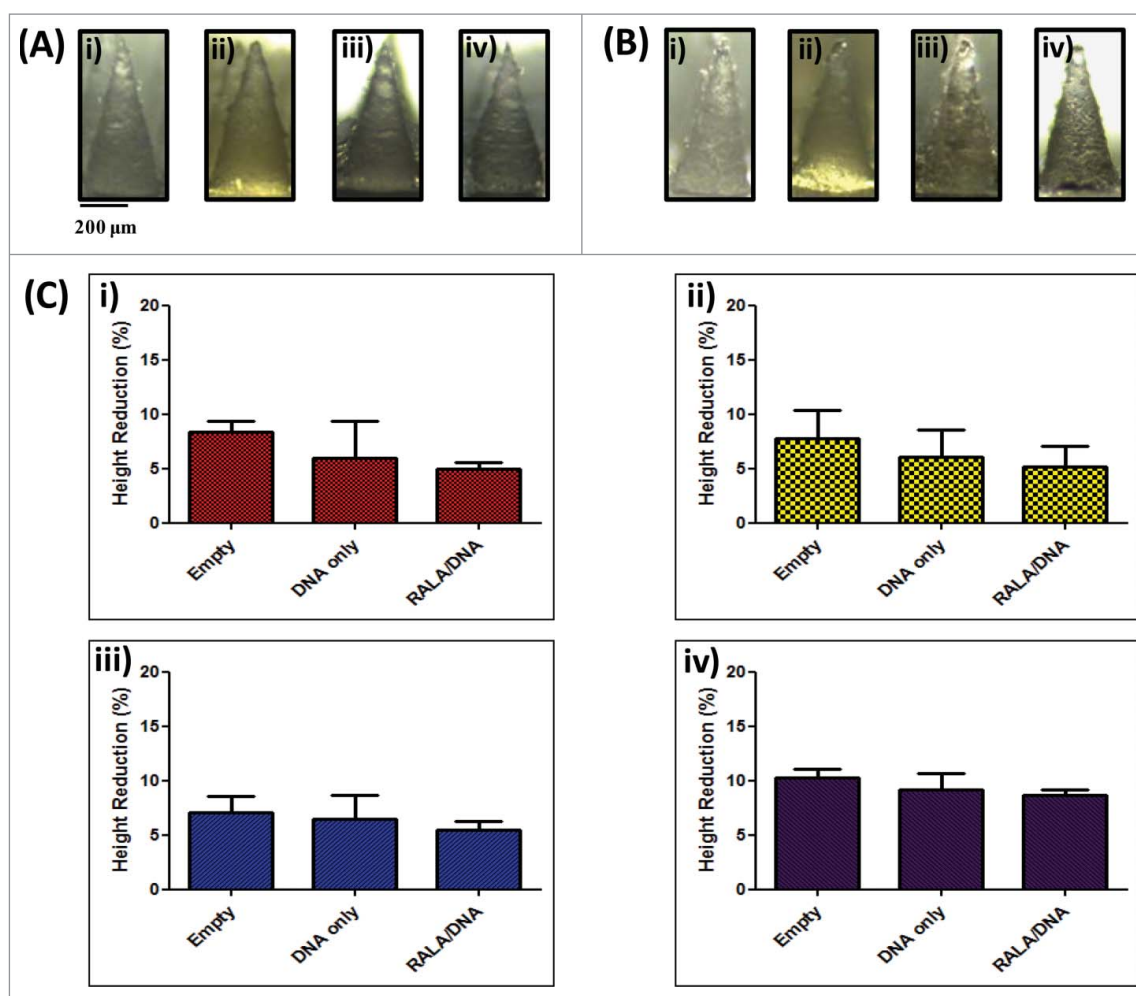 (A)
i)
ii)
iii)
iv)
200 μm
(B)
i)
ii)
iii)
iv)
(C)
i)
20
15
10
5
0
Height Reduction (%)
Empty
DNA only
RALA/DNA
ii)
20
15
10
5
0
Height Reduction (%)
Empty
DNA only
RALA/DNA
iii)
20
15
10
5
0
Height Reduction (%)
Empty
DNA only
RALA/DNA
iv)
20
15
10
5
0
Height Reduction (%)
Empty
DNA only
RALA/DNA